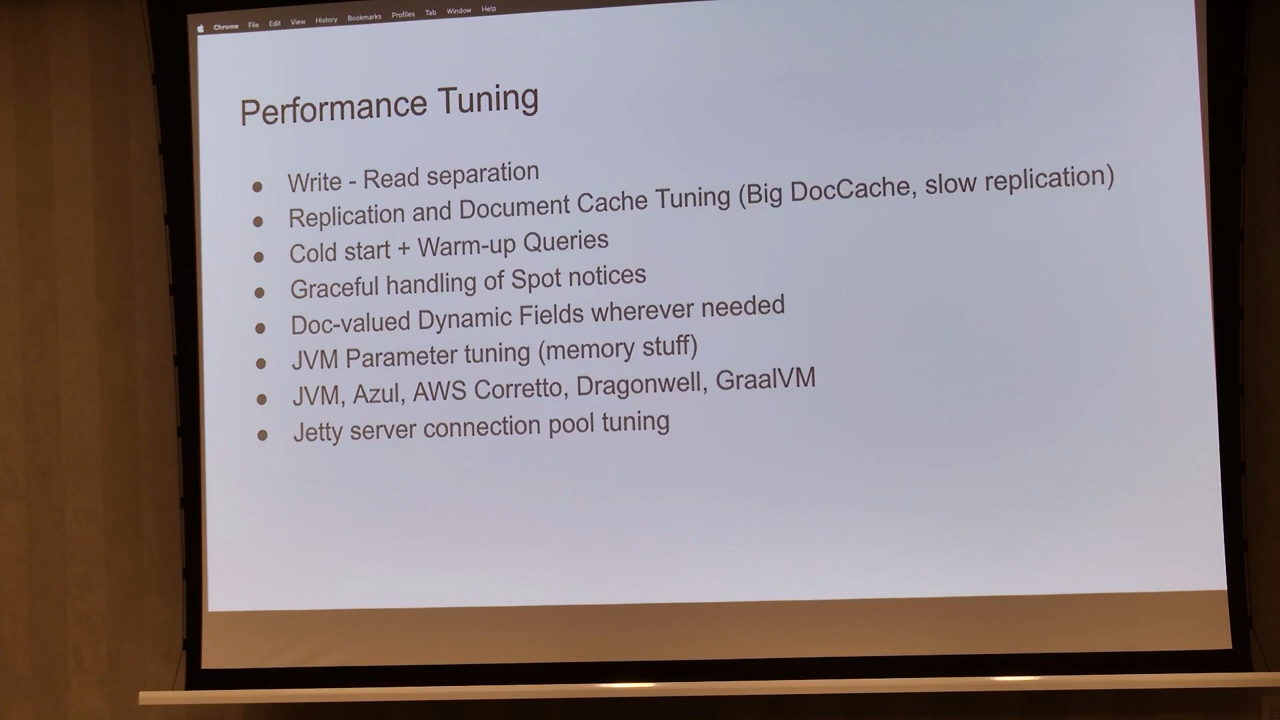 Chrome File Edit View History Bookmarks Profiles Tab Window Help
Performance Tuning
● Write - Read separation
● Replication and Document Cache Tuning (Big DocCache, slow replication)
● Cold start + Warm-up Queries
● Graceful handling of Spot notices
● Doc-valued Dynamic Fields wherever needed
● JVM Parameter tuning (memory stuff)
● JVM, Azul, AWS Corretto, Dragonwell, GraalVM
● Jetty server connection pool tuning